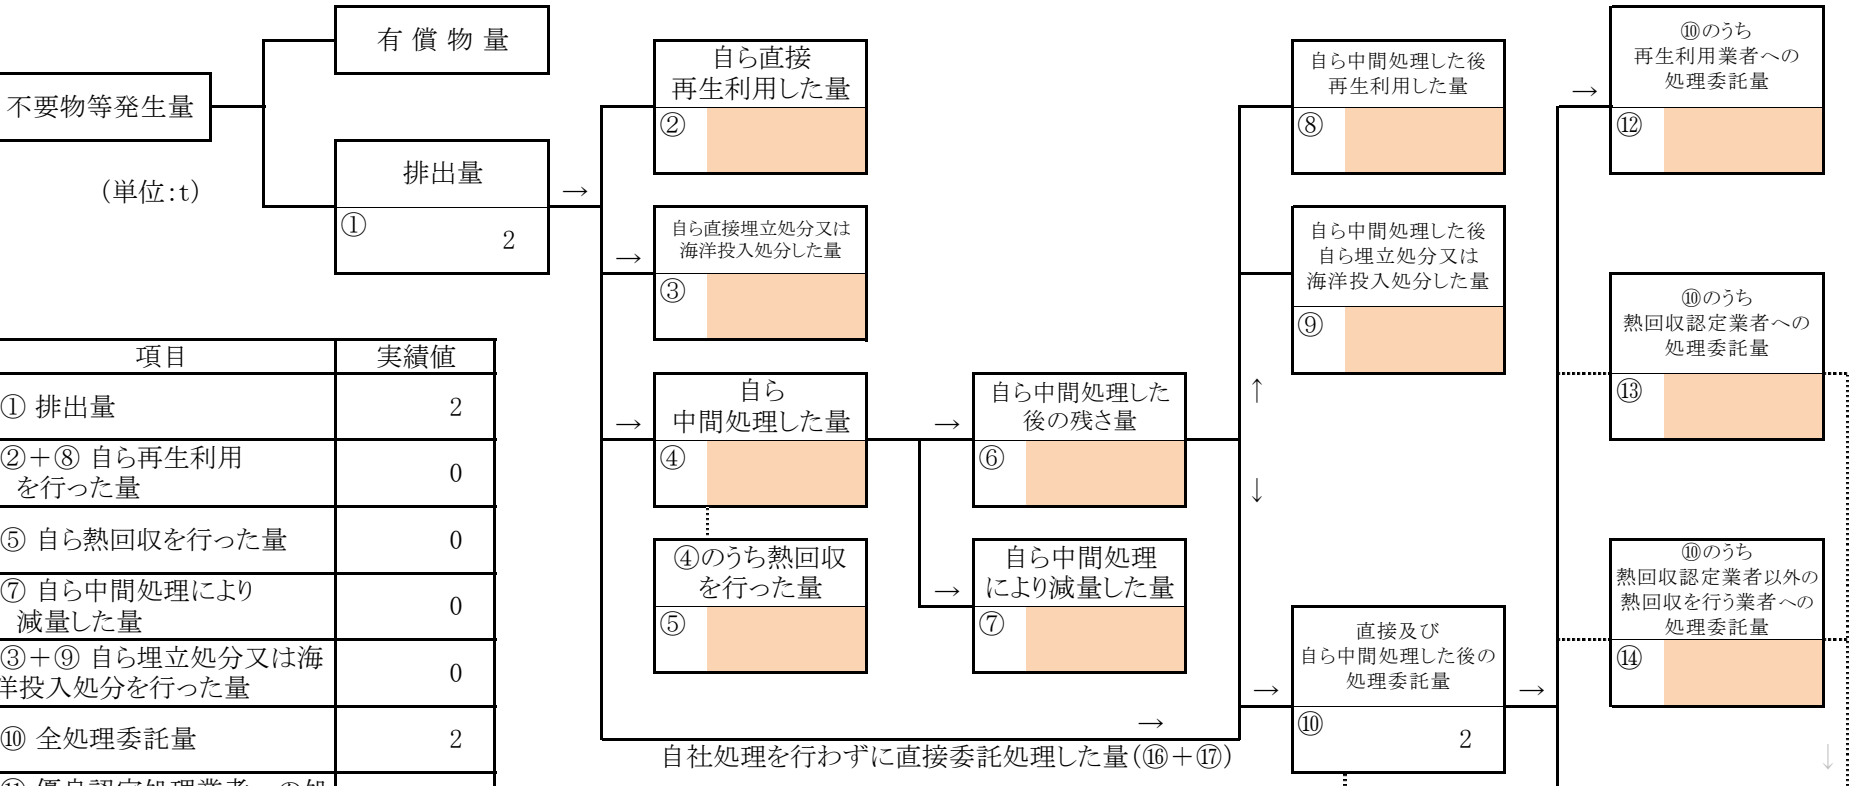 有償物量
不要物等発生量
(単位:t)
排出量
①
2
→
自ら直接
再生利用した量
②
自ら直接埋立処分又は
海洋投入処分した量
→
③
自ら
中間処理した量
→
④
④のうち熱回収
を行った量
⑤
自ら中間処理した
後の残さ量
→
⑥
自ら中間処理
により減量した量
→
⑦
自ら中間処理した後
再生利用した量
⑧
自ら中間処理した後
自ら埋立処分又は
海洋投入処分した量
⑨
↑
↓
直接及び
自ら中間処理した後の
処理委託量
→
→
⑩
2
→
自社処理を行わずに直接委託処理した量(⑯+⑰)
⑩のうち
再生利用業者への
処理委託量
→
⑫
⑩のうち
熱回収認定業者への
処理委託量
⑬
⑩のうち
熱回収認定業者以外の
熱回収を行う業者への
処理委託量
⑭
↓
項目 実績値
① 排出量 2
②+⑧ 自ら再生利用
を行った量 0
⑤ 自ら熱回収を行った量 0
⑦ 自ら中間処理により
減量した量 0
③+⑨ 自ら埋立処分又は海
洋投入処分を行った量 0
⑩ 全処理委託量 2